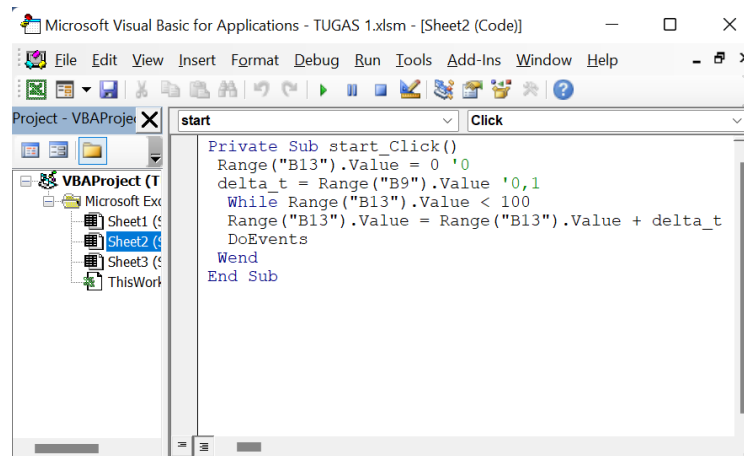 Microsoft Visual Basic for Applications - TUGAS 1.xlsm - [Sheet2 (Code)]
File Edit View Insert Format Debug Run Tools Add-Ins Window Help
Project - VBAProje
start
Click
VBAProject (T
Microsoft Exc
Sheet1 (S
Sheet2 (S
Sheet3 (S
ThisWork
Private Sub start_Click()
Range("B13").Value = 0 '0
delta_t = Range("B9").Value '0,1
While Range("B13").Value < 100
Range("B13").Value = Range("B13").Value + delta_t
DoEvents
Wend
End Sub